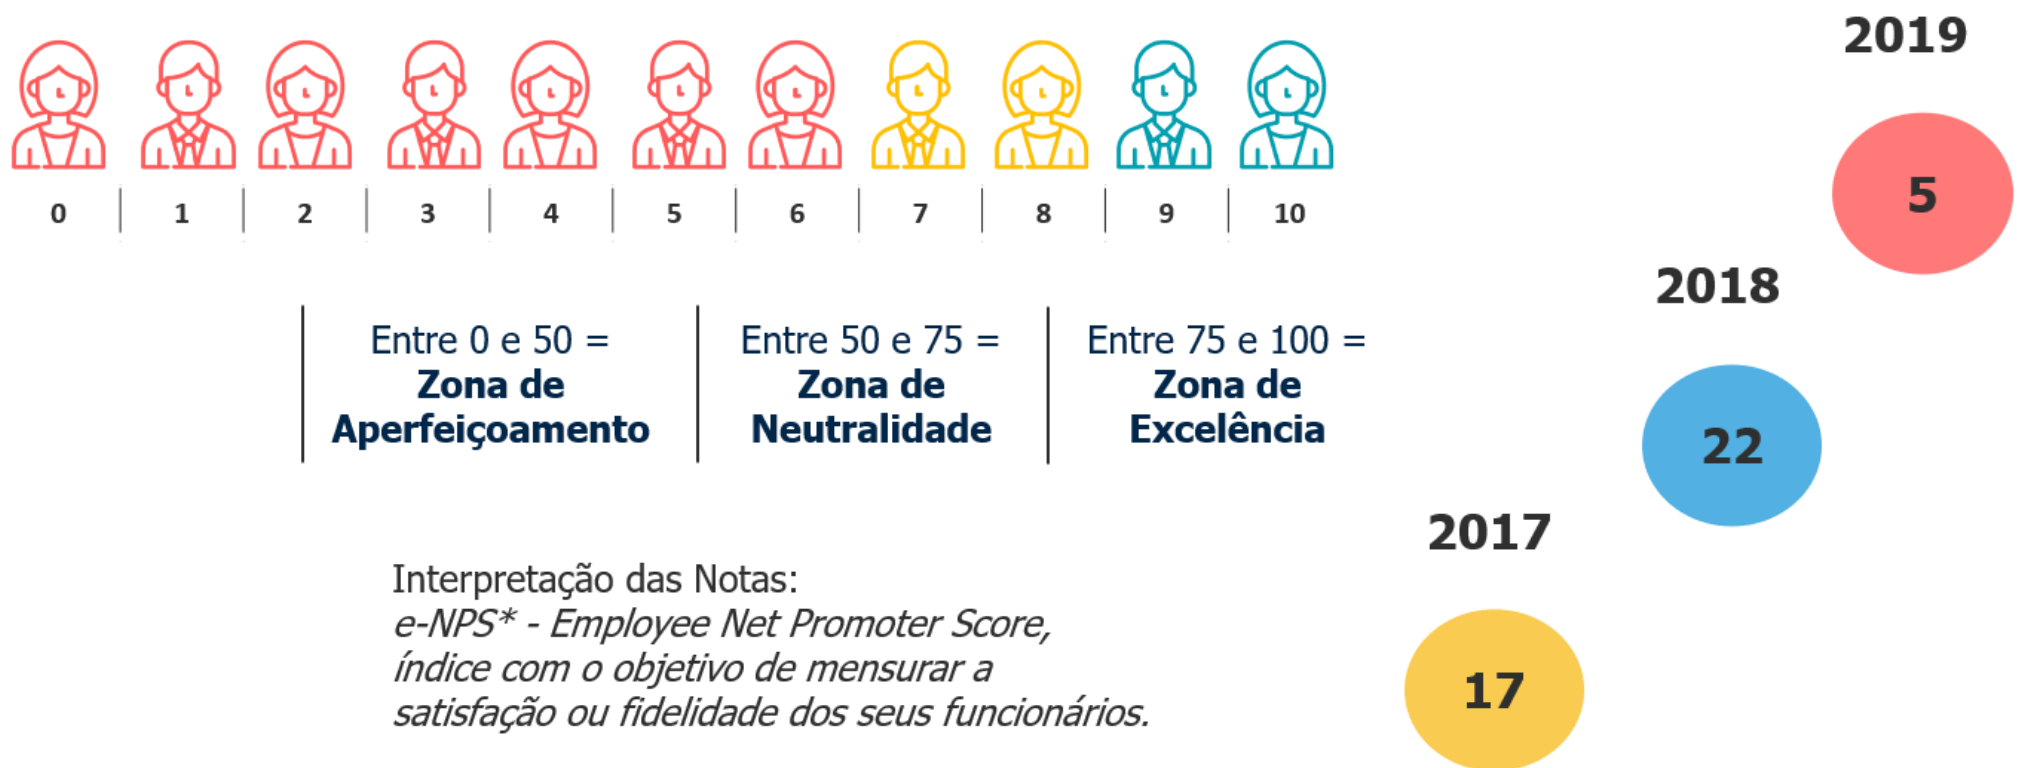 0 1 2 3 4 5 6 7 8 9 10
Entre 0 e 50 =
Zona de
Aperfeiçoamento
Entre 50 e 75 =
Zona de
Neutralidade
Entre 75 e 100 =
Zona de
Excelência
Interpretação das Notas:
e-NPS* - Employee Net Promoter Score,
índice com o objetivo de mensurar a
satisfação ou fidelidade dos seus funcionários.
2019
5
2018
22
2017
17